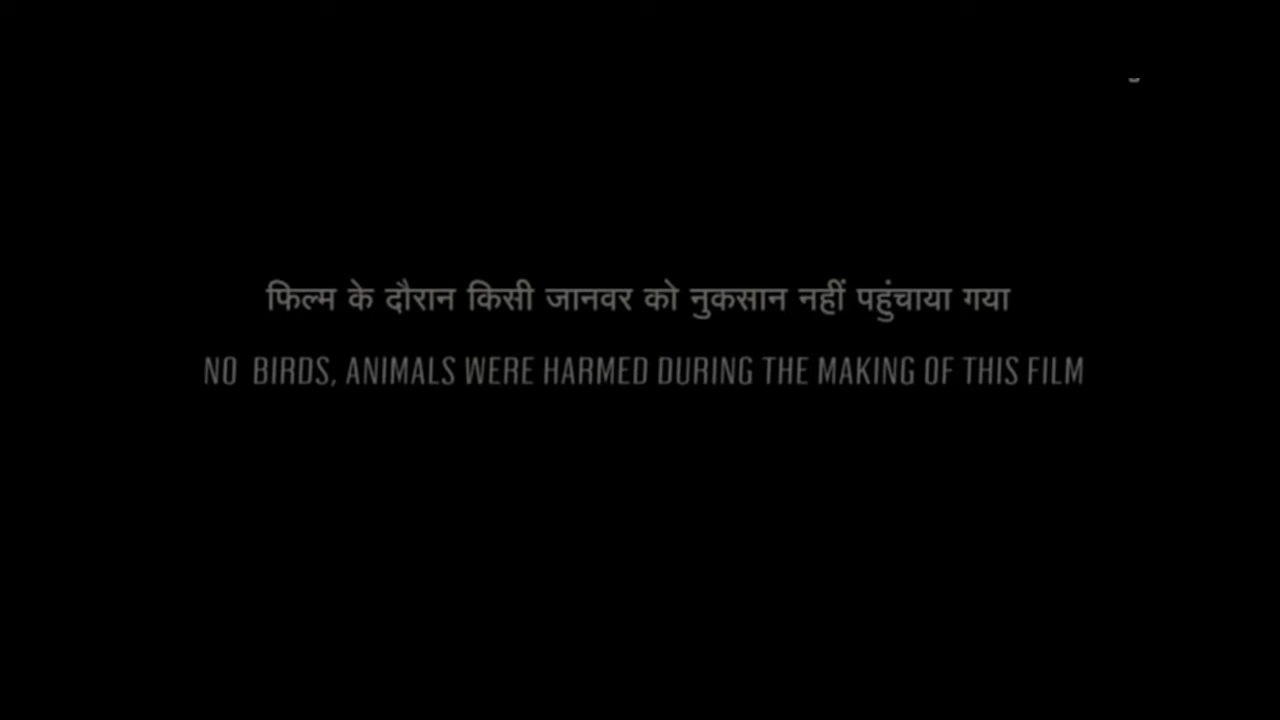 फिल्म के दौरान किसी जानवर को नुकसान नहीं पहुंचाया गया
NO BIRDS, ANIMALS WERE HARMED DURING THE MAKING OF THIS FILM